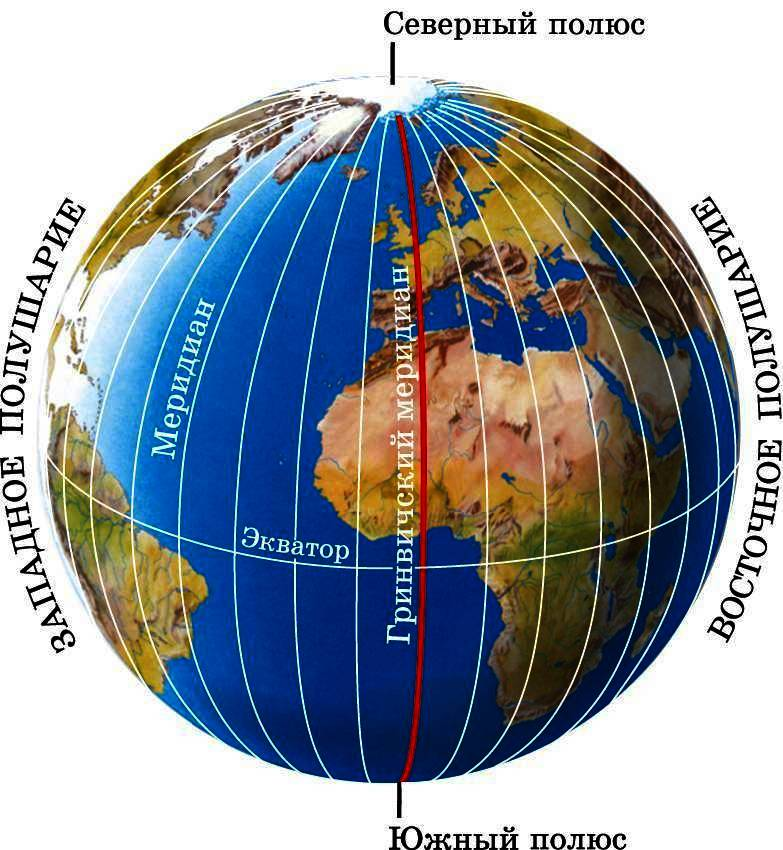 Северный полюс
ЗАПАДНОЕ ПОЛУШАРИЕ
ВОСТОЧНОЕ ПОЛУШАРИЕ
Меридиан
Гринвичский меридиан
Экватор
Южный полюс